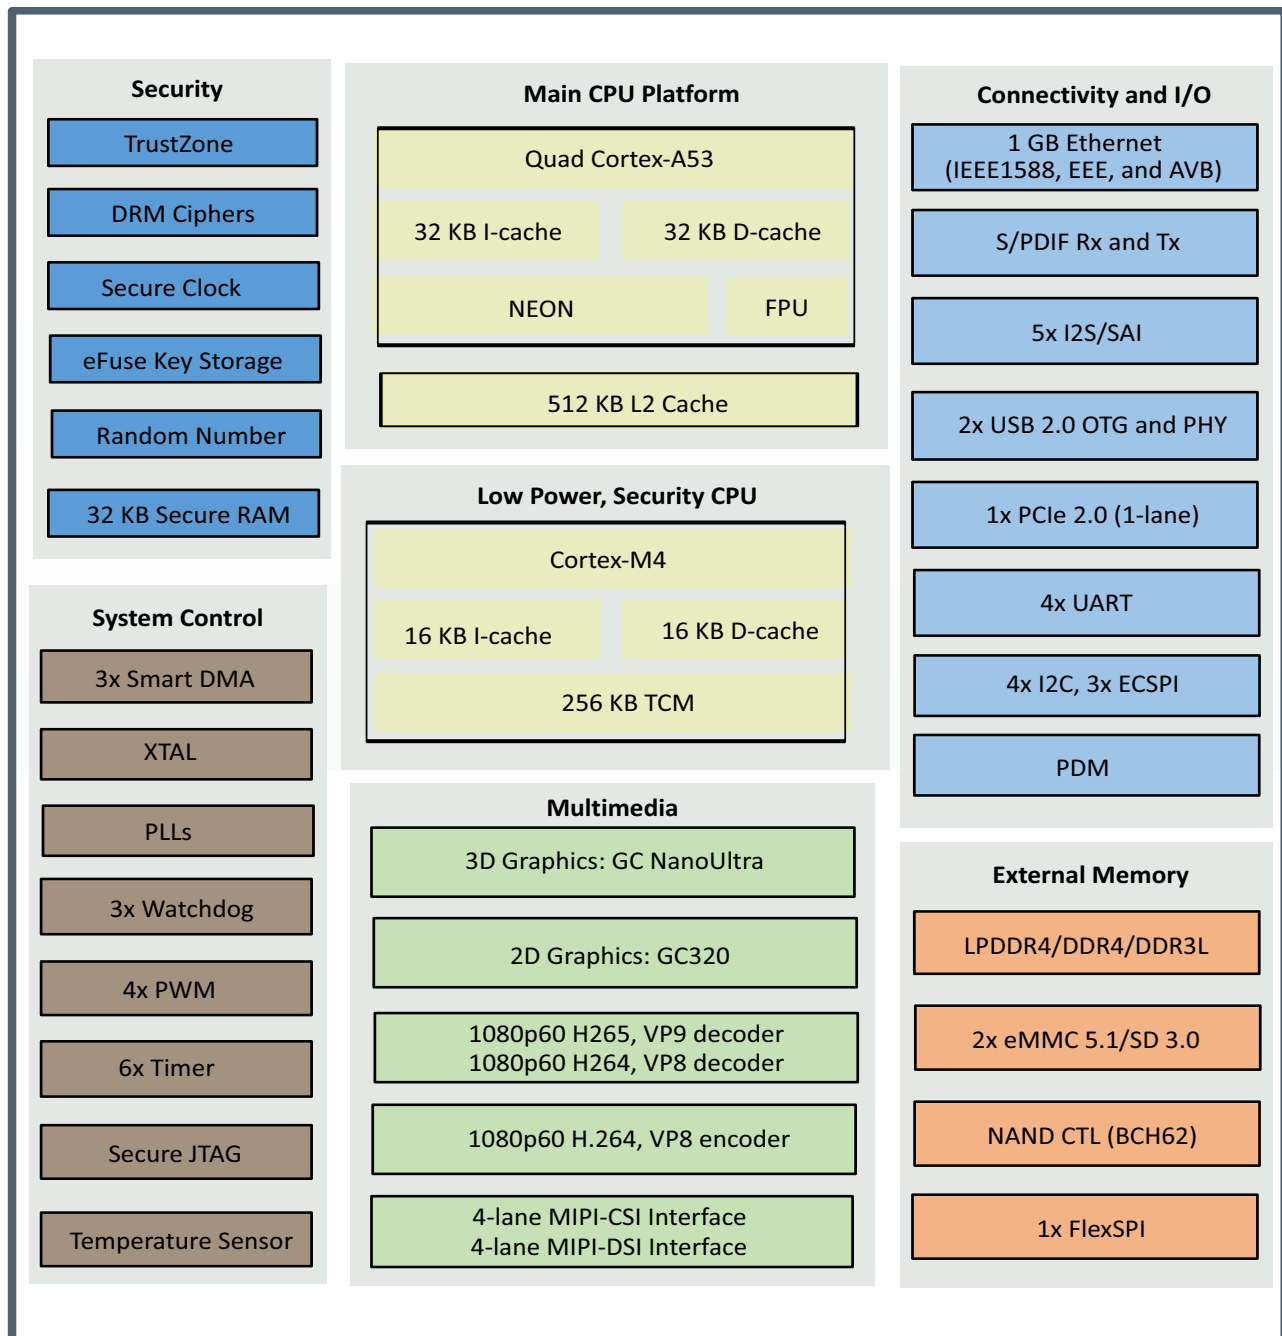 Security
TrustZone
DRM Ciphers
Secure Clock
eFuse Key Storage
Random Number
32 KB Secure RAM
System Control
3x Smart DMA
XTAL
PLLs
3x Watchdog
4x PWM
6x Timer
Secure JTAG
Temperature Sensor
Main CPU Platform
Quad Cortex-A53
32 KB I-cache
32 KB D-cache
NEON
FPU
512 KB L2 Cache
Low Power, Security CPU
Cortex-M4
16 KB I-cache
16 KB D-cache
256 KB TCM
Multimedia
3D Graphics: GC NanoUltra
2D Graphics: GC320
1080p60 H265, VP9 decoder
1080p60 H264, VP8 decoder
1080p60 H.264, VP8 encoder
4-lane MIPI-CSI Interface
4-lane MIPI-DSI Interface
Connectivity and I/O
1 GB Ethernet
(IEEE1588, EEE, and AVB)
S/PDIF Rx and Tx
5x I2S/SAI
2x USB 2.0 OTG and PHY
1x PCIe 2.0 (1-lane)
4x UART
4x I2C, 3x ECSPI
PDM
External Memory
LPDDR4/DDR4/DDR3L
2x eMMC 5.1/SD 3.0
NAND CTL (BCH62)
1x FlexSPI